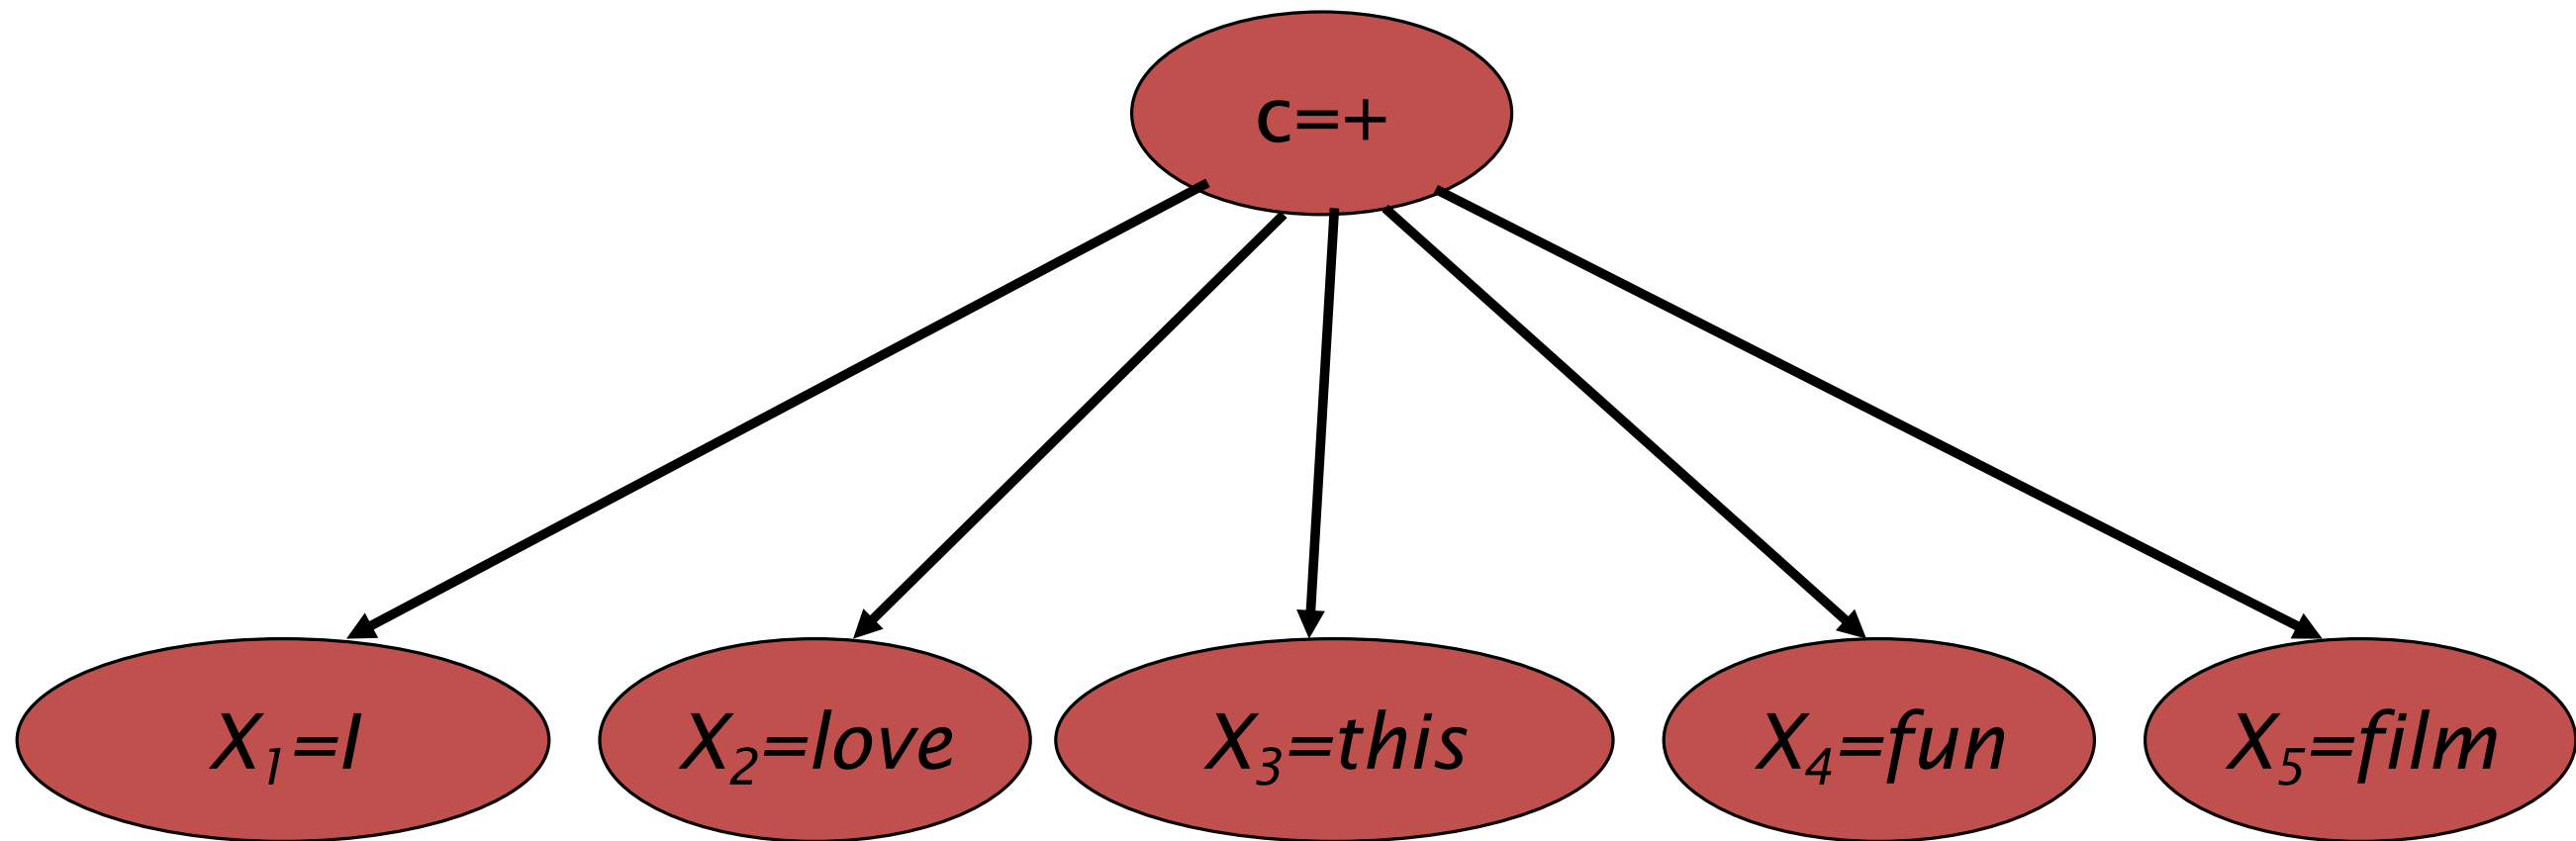 c=+
X₁=I
X₂=love
X₃=this
X₄=fun
X₅=film